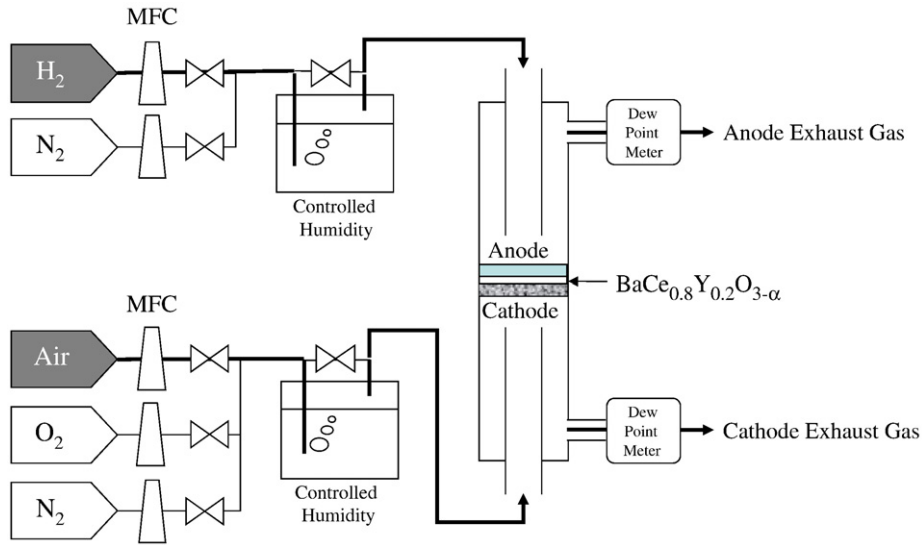 MFC
H2
N2
Controlled
Humidity
Dew
Point
Meter
Anode Exhaust Gas
Anode
BaCe0.8Y0.2O3-α
Cathode
MFC
Air
O2
N2
Controlled
Humidity
Dew
Point
Meter
Cathode Exhaust Gas